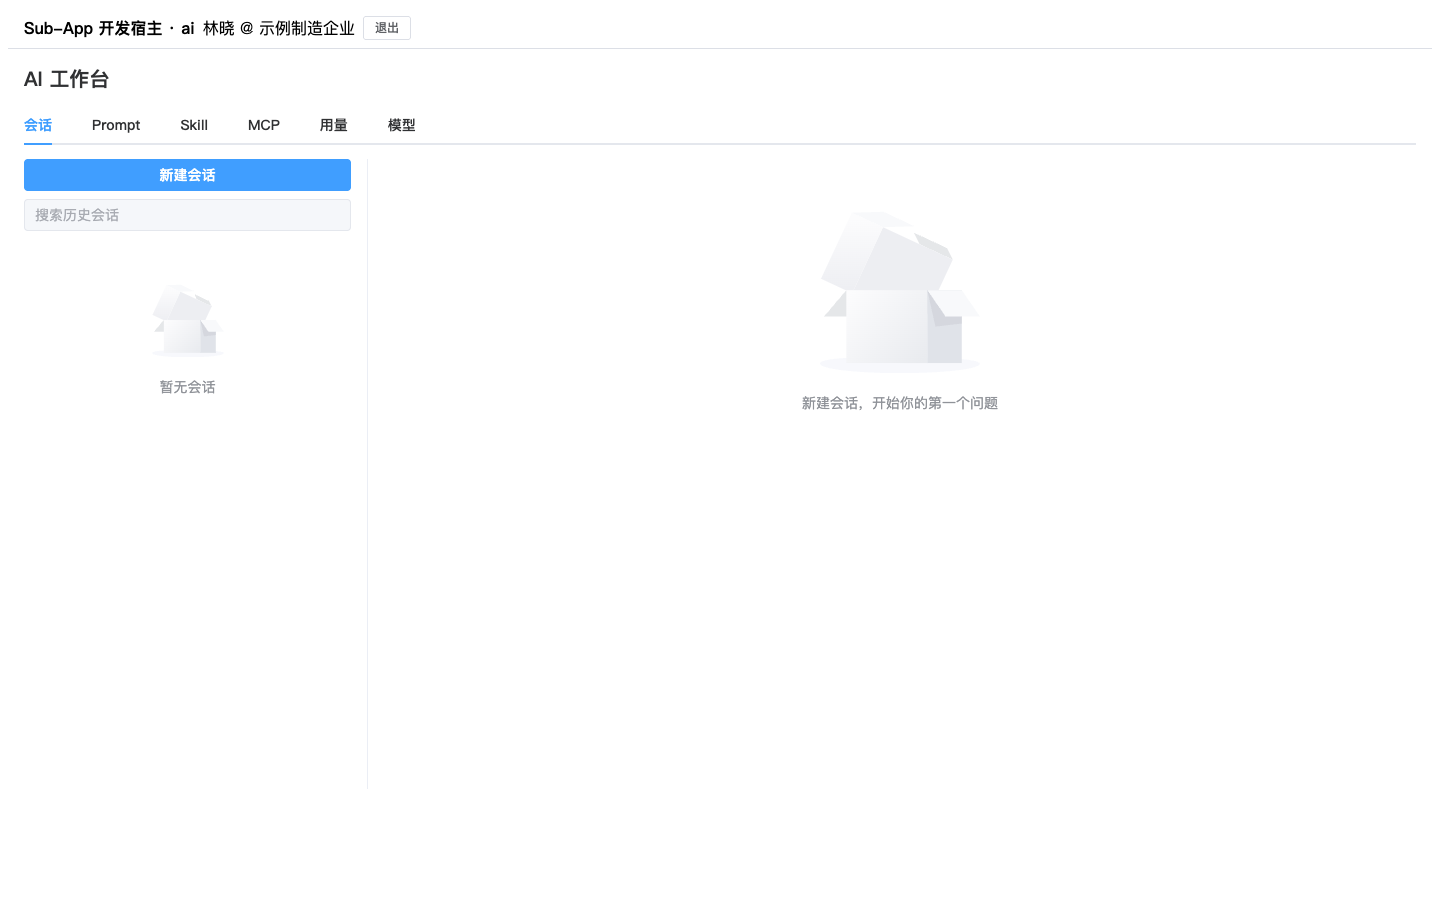 Sub-App 开发宿主 · ai 林晓 @ 示例制造企业 退出
AI 工作台
会话 Prompt Skill MCP 用量 模型
新建会话
搜索历史会话
暂无会话
新建会话，开始你的第一个问题